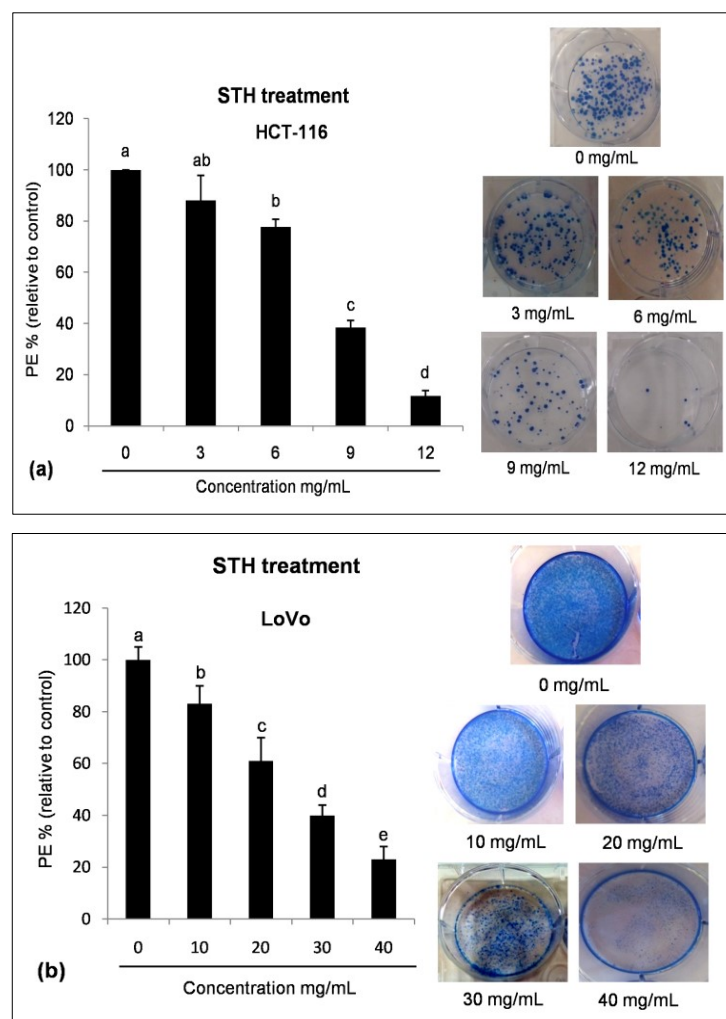 STH treatment
HCT-116
PE % (reletive to control)
120
100
80
60
40
20
0
a
ab
b
c
d
0 3 6 9 12
Concentration mg/mL
(a)
0 mg/mL
3 mg/mL 6 mg/mL
9 mg/mL 12 mg/mL
STH treatment
LoVo
PE % (relative to control)
120
100
80
60
40
20
0
a
b
c
d
e
0 10 20 30 40
Concentration mg/mL
(b)
0 mg/mL
10 mg/mL 20 mg/mL
30 mg/mL 40 mg/mL